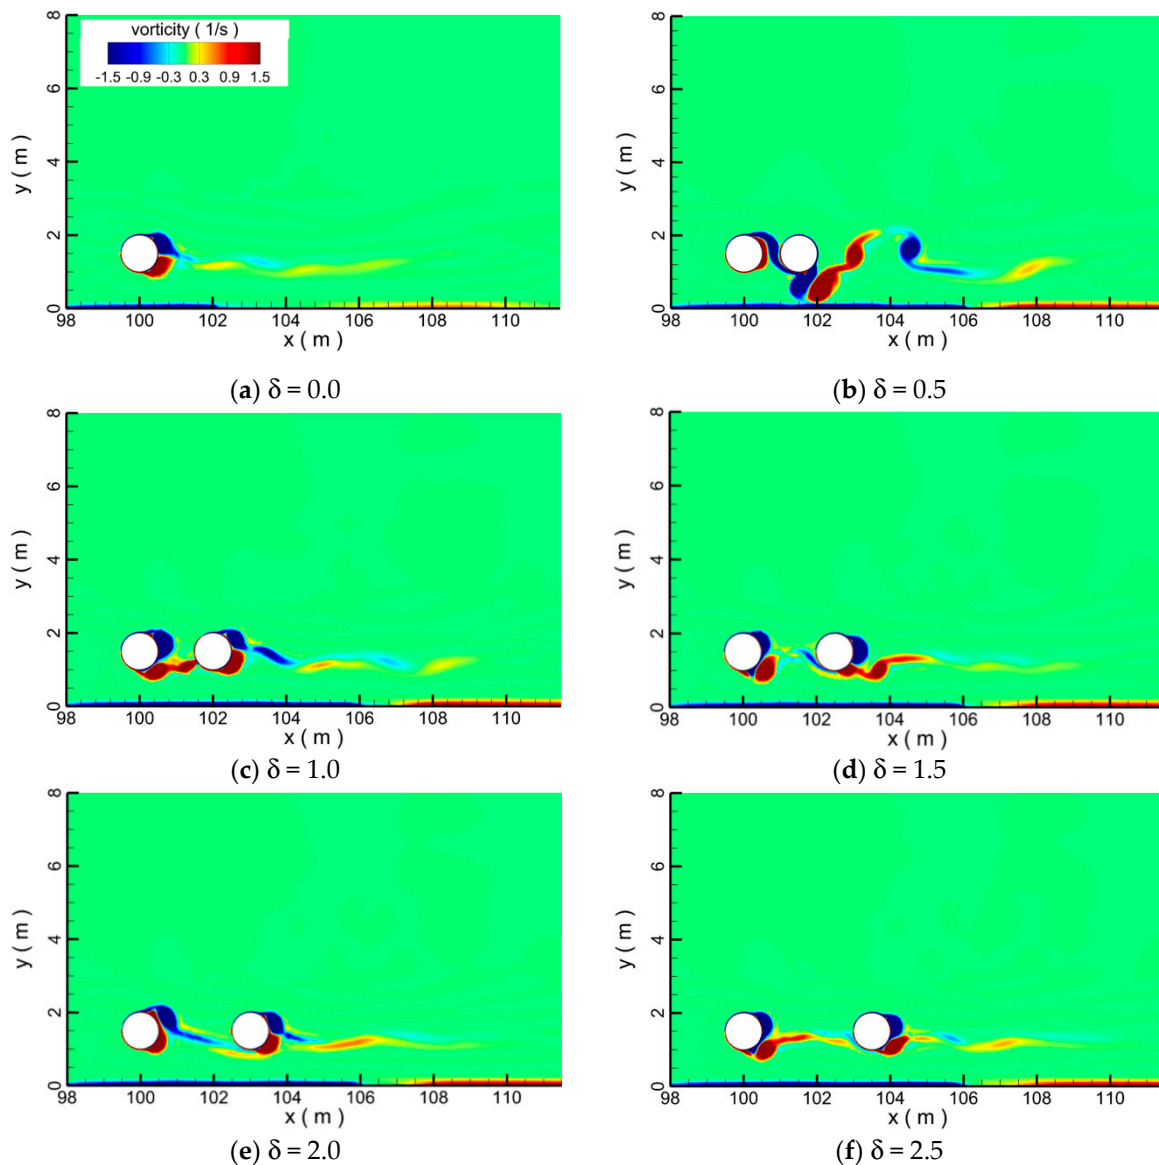 vorticity ( 1/s )
-1.5 -0.9 -0.3 0.3 0.9 1.5
y ( m )
8
6
4
2
0
98 100 102 104 106 108 110
x ( m )
(a) δ = 0.0
y ( m )
8
6
4
2
0
98 100 102 104 106 108 110
x ( m )
(b) δ = 0.5
y ( m )
8
6
4
2
0
98 100 102 104 106 108 110
x ( m )
(c) δ = 1.0
y ( m )
8
6
4
2
0
98 100 102 104 106 108 110
x ( m )
(d) δ = 1.5
y ( m )
8
6
4
2
0
98 100 102 104 106 108 110
x ( m )
(e) δ = 2.0
y ( m )
8
6
4
2
0
98 100 102 104 106 108 110
x ( m )
(f) δ = 2.5